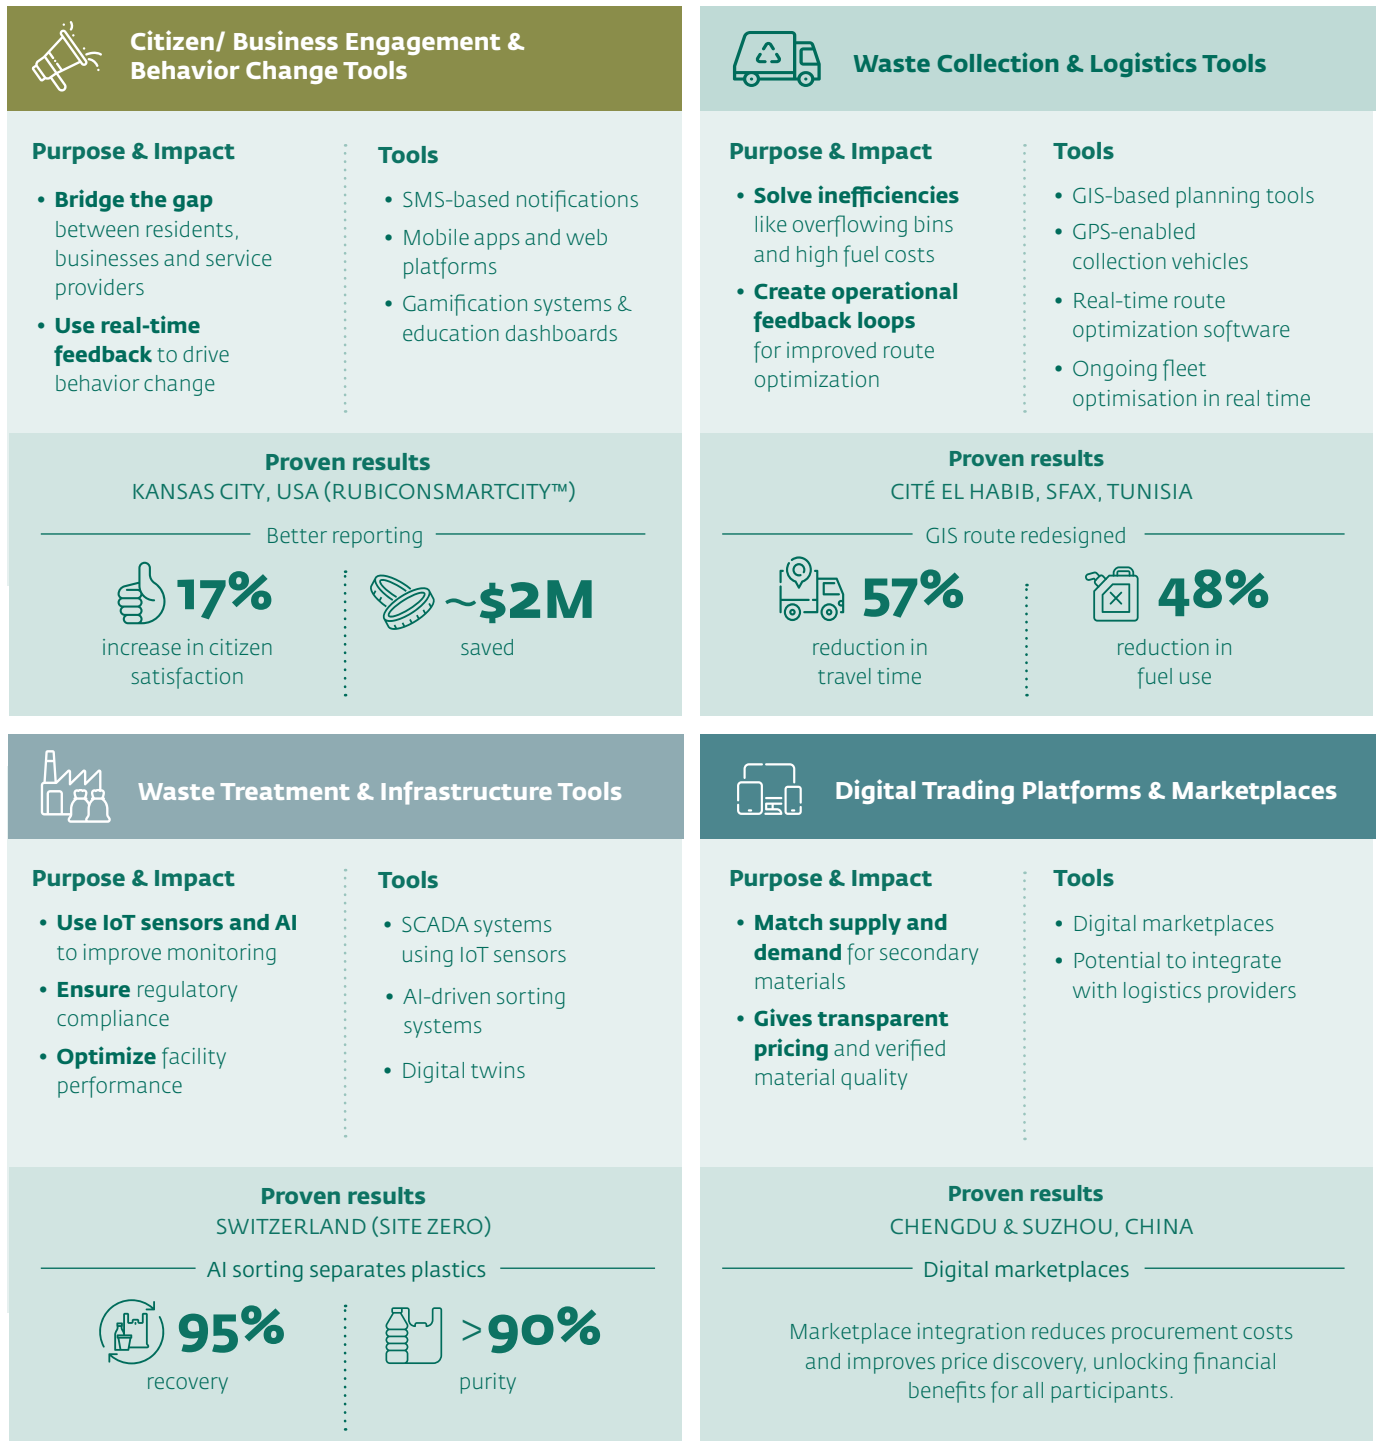 Citizen/ Business Engagement &
Behavior Change Tools
Purpose & Impact
• Bridge the gap
between residents,
businesses and service
providers
• Use real-time
feedback to drive
behavior change
Tools
• SMS-based notifications
• Mobile apps and web
platforms
• Gamification systems &
education dashboards
Proven results
KANSAS CITY, USA (RUBICONSMARTCITY™)
Better reporting
17%
increase in citizen
satisfaction
~$2M
saved
Waste Collection & Logistics Tools
Purpose & Impact
• Solve inefficiencies
like overflowing bins
and high fuel costs
• Create operational
feedback loops
for improved route
optimization
Tools
• GIS-based planning tools
• GPS-enabled
collection vehicles
• Real-time route
optimization software
• Ongoing fleet
optimisation in real time
Proven results
CITÉ EL HABIB, SFAX, TUNISIA
GIS route redesigned
57%
reduction in
travel time
48%
reduction in
fuel use
Waste Treatment & Infrastructure Tools
Purpose & Impact
• Use IoT sensors and AI
to improve monitoring
• Ensure regulatory
compliance
• Optimize facility
performance
Tools
• SCADA systems
using IoT sensors
• AI-driven sorting
systems
• Digital twins
Proven results
SWITZERLAND (SITE ZERO)
AI sorting separates plastics
95%
recovery
>90%
purity
Digital Trading Platforms & Marketplaces
Purpose & Impact
• Match supply and
demand for secondary
materials
• Gives transparent
pricing and verified
material quality
Tools
• Digital marketplaces
• Potential to integrate
with logistics providers
Proven results
CHENGDU & SUZHOU, CHINA
Digital marketplaces
Marketplace integration reduces procurement costs
and improves price discovery, unlocking financial
benefits for all participants.